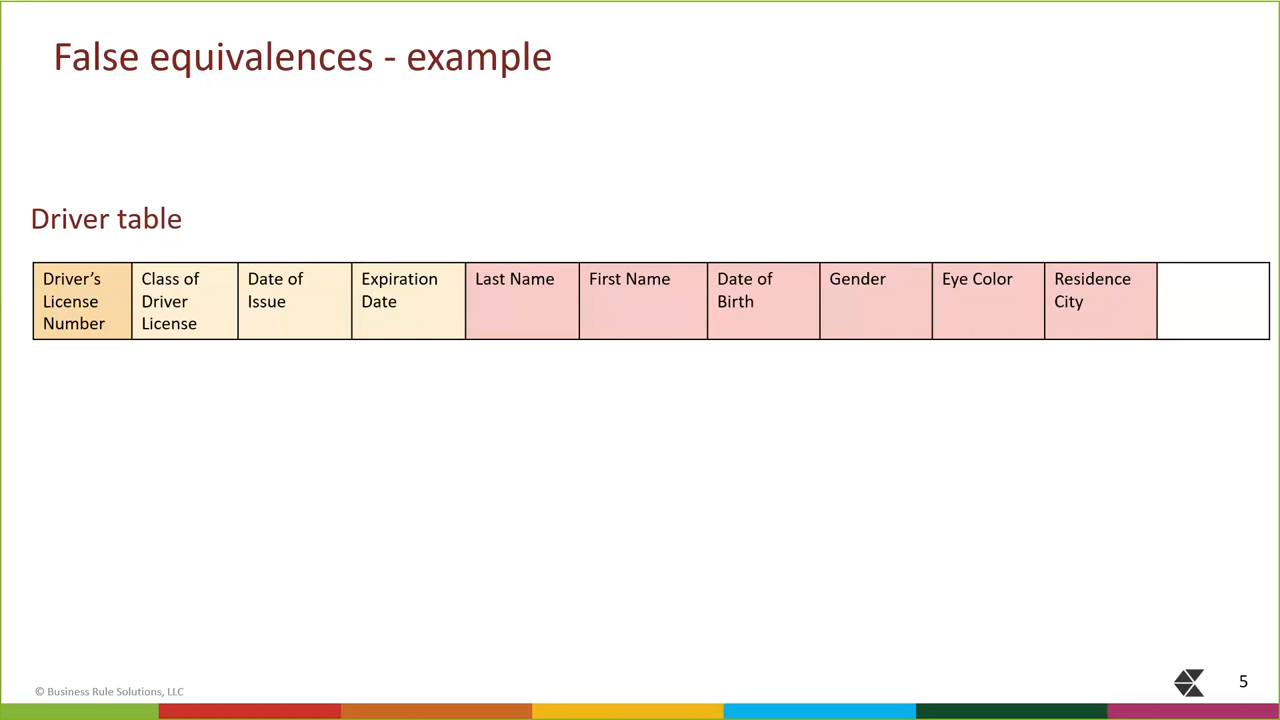 False equivalences - example
Driver table
Driver’s
License
Number
Class of
Driver
License
Date of
Issue
Expiration
Date
Last Name
First Name
Date of
Birth
Gender
Eye Color
Residence
City
© Business Rule Solutions, LLC
5